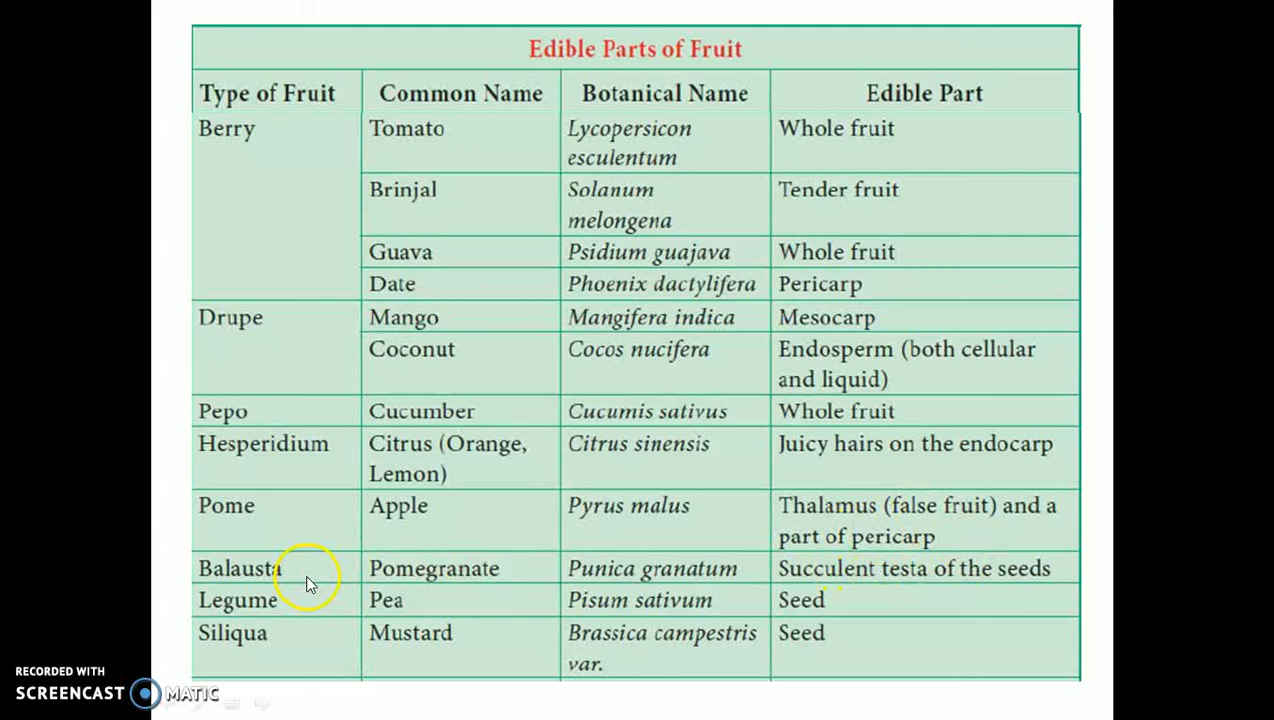 Edible Parts of Fruit
Type of Fruit Common Name Botanical Name Edible Part
Berry Tomato Lycopersicon Whole fruit
esculentum
Brinjal Solanum Tender fruit
melongena
Guava Psidium guajava Whole fruit
Date Phoenix dactylifera Pericarp
Drupe Mango Mangifera indica Mesocarp
Coconut Cocos nucifera Endosperm (both cellular
and liquid)
Pepo Cucumber Cucumis sativus Whole fruit
Hesperidium Citrus (Orange, Citrus sinensis Juicy hairs on the endocarp
Lemon)
Pome Apple Pyrus malus Thalamus (false fruit) and a
part of pericarp
Balausta Pomegranate Punica granatum Succulent testa of the seeds
Legume Pea Pisum sativum Seed
Siliqua Mustard Brassica campestris Seed
var.
RECORDED WITH
SCREENCAST MATIC